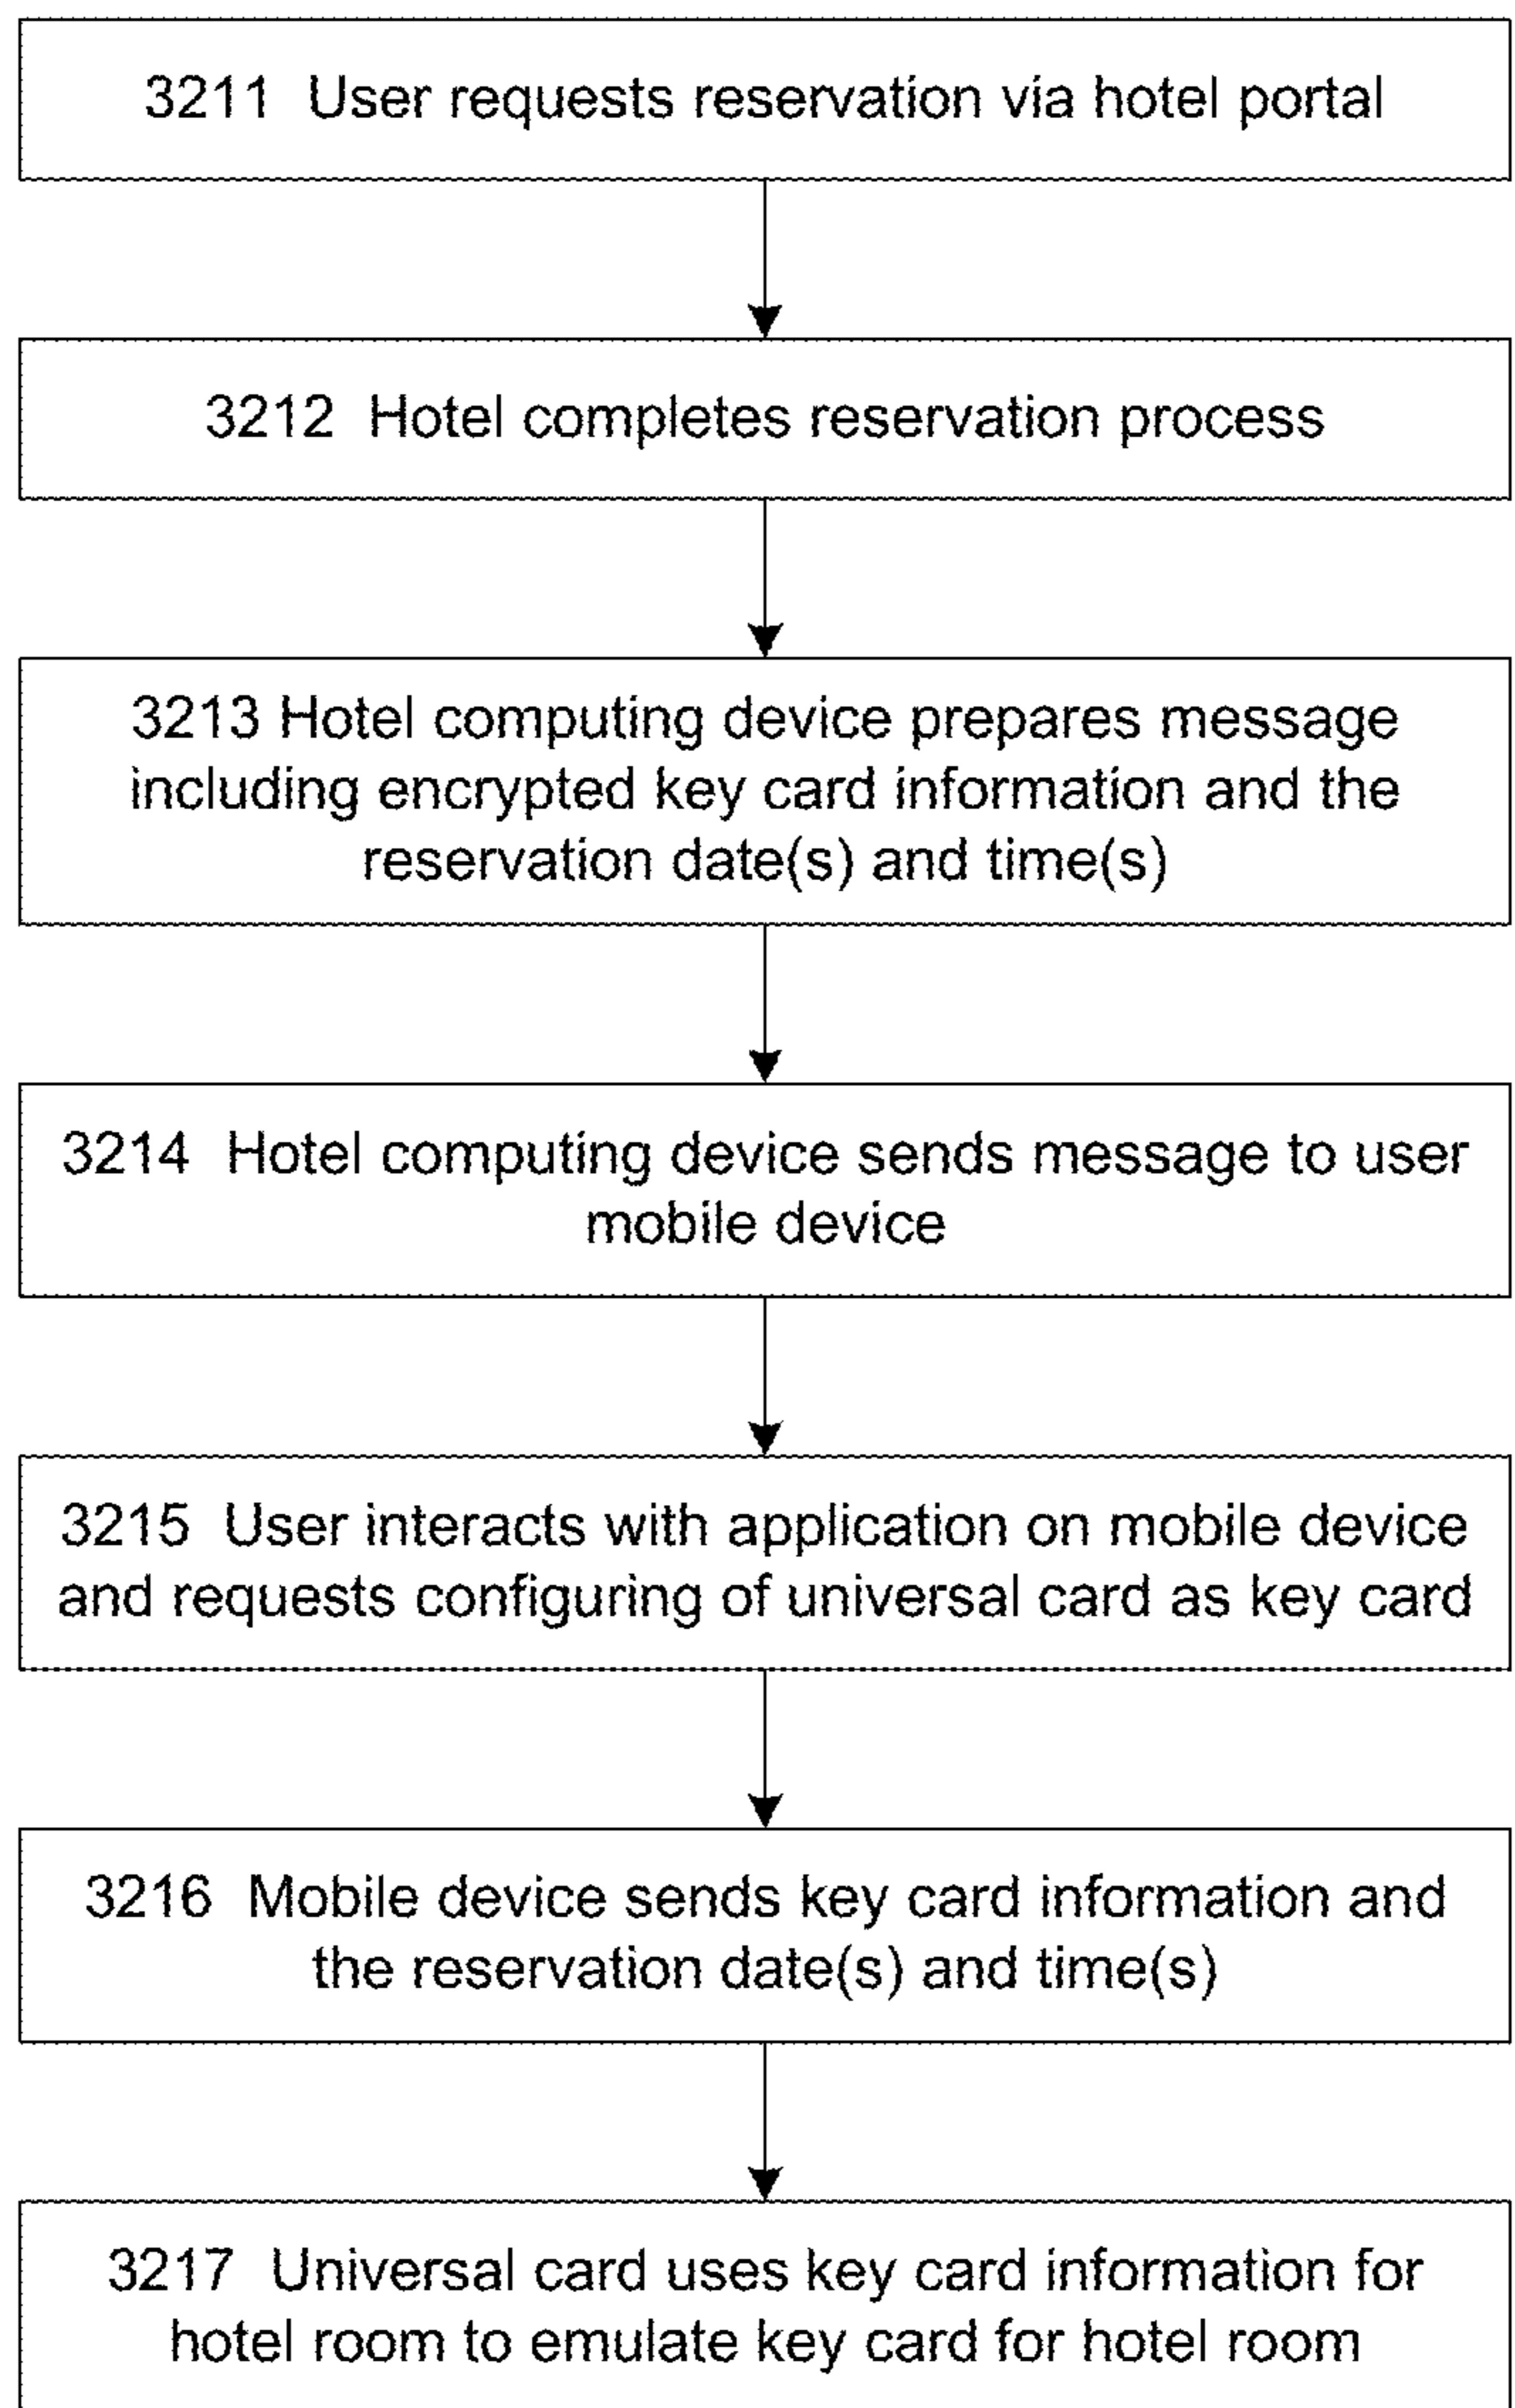 3211 User requests reservation via hotel portal
3212 Hotel completes reservation process
3213 Hotel computing device prepares message
including encrypted key card information and the
reservation date(s) and time(s)
3214 Hotel computing device sends message to user
mobile device
3215 User interacts with application on mobile device
and requests configuring of universal card as key card
3216 Mobile device sends key card information and
the reservation date(s) and time(s)
3217 Universal card uses key card information for
hotel room to emulate key card for hotel room